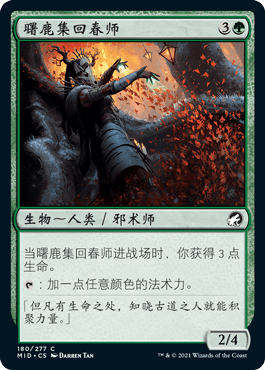 曙鹿集回春师 3
生物～人类／邪术师
当曙鹿集回春师进战场时，你获得3点
生命。
：加一点任意颜色的法术力。
「但凡有生命之处，知晓古道之人就能积
聚力量。」
2/4
180/277 C
MID • CS DARREN TAN
™ & © 2021 Wizards of the Coast